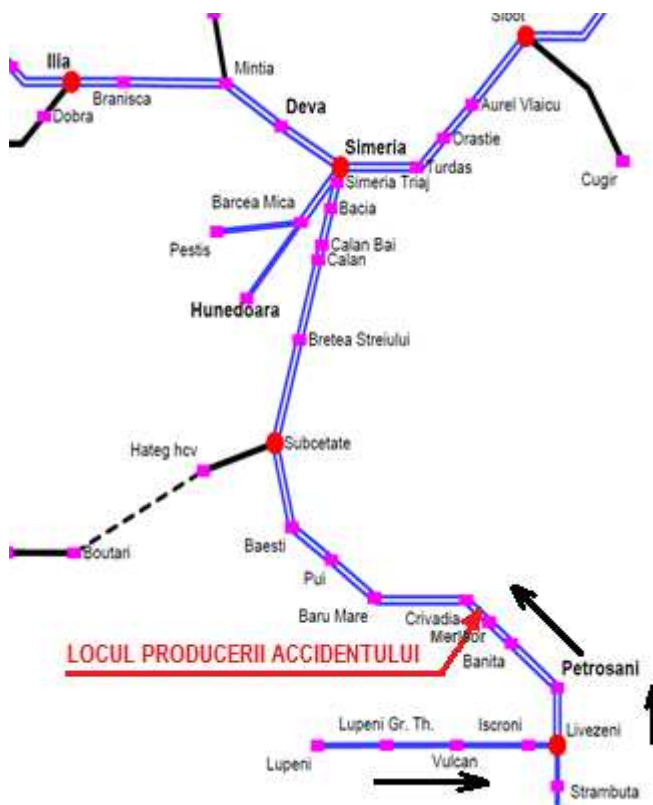 Sibot
Ilia
Mintia
Branisca
Deva
Aurel Vlaicu
Dobra
Orastie
Simeria
Turdas
Cugir
Simeria Triaj
Barcea Mica
Bacia
Pestis
Calan Bai
Calan
Hunedoara
Bretea Streiului
Hateg hcv
Subcetate
Baesti
Boutari
Pui
Baru Mare
Crivadia
Merisor
LOCUL PRODUCERII ACCIDENTULUI
Banita
Petrosani
Lupeni Gr. Th.
Iscroni
Livezeni
Lupeni
Vulcan
Strambuta